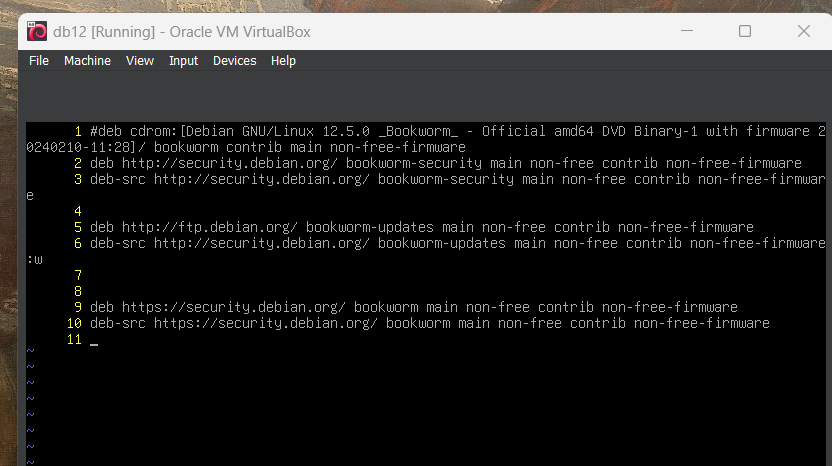 db12 [Running] - Oracle VM VirtualBox
File Machine View Input Devices Help
1 #deb cdrom:[Debian GNU/Linux 12.5.0 _Bookworm_ - Official amd64 DVD Binary-1 with firmware 2
0240210-11:28]/ bookworm contrib main non-free-firmware
2 deb http://security.debian.org/ bookworm-security main non-free contrib non-free-firmware
3 deb-src http://security.debian.org/ bookworm-security main non-free contrib non-free-firmwar
e
4
5 deb http://ftp.debian.org/ bookworm-updates main non-free contrib non-free-firmware
6 deb-src http://security.debian.org/ bookworm-updates main non-free contrib non-free-firmware
:w
7
8
9 deb https://security.debian.org/ bookworm main non-free contrib non-free-firmware
10 deb-src https://security.debian.org/ bookworm main non-free contrib non-free-firmware
11 _
~
~
~
~
~
~
~
~